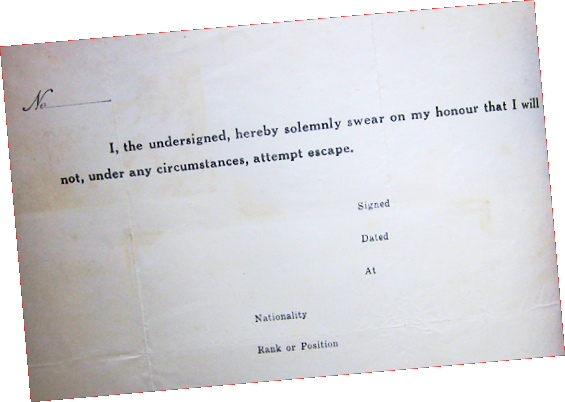 No
I, the undersigned, hereby solemnly swear on my honour that I will
not, under any circumstances, attempt escape.
Signed
Dated
At
Nationality
Rank or Position